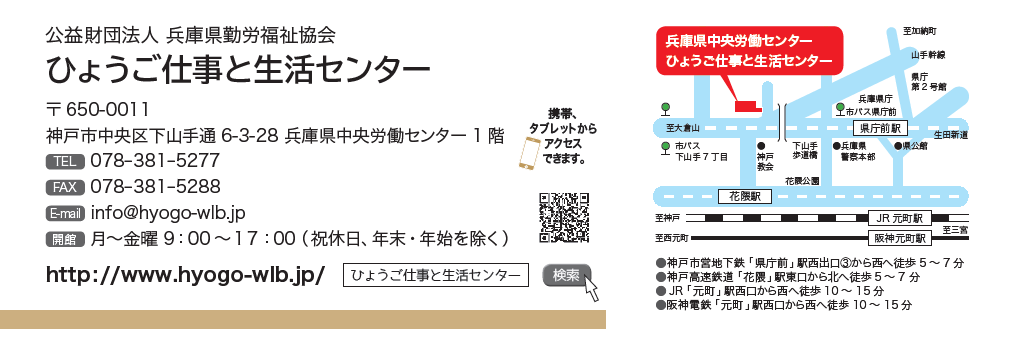 公益財団法人 兵庫県勤労福祉協会
ひょうご仕事と生活センター
〒650-0011
神戸市中央区下山手通 6-3-28 兵庫県中央労働センター 1 階
TEL 078-381-5277
FAX 078-381-5288
E-mail info@hyogo-wlb.jp
開館 月～金曜 9：00 ～ 17：00 （祝休日、年末・年始を除く）
http://www.hyogo-wlb.jp/ ひょうご仕事と生活センター 検索
携帯、
タブレットから
アクセス
できます。
兵庫県中央労働センター
ひょうご仕事と生活センター
至加納町
山手幹線
県庁
第２号館
兵庫県庁
市バス県庁前
至大倉山
県庁前駅
生田新道
市バス
下山手７丁目
●神戸
教会
下山手
歩道橋
●兵庫県
警察本部
●県公館
花隈公園
花隈駅
至神戸
JR 元町駅
至三宮
至西元町
阪神元町駅
●神戸市営地下鉄「県庁前」駅西出口③から西へ徒歩 5 ～ 7 分
●神戸高速鉄道「花隈」駅東口から北へ徒歩 5 ～ 7 分
●JR「元町」駅西口から西へ徒歩 10 ～ 15 分
●阪神電鉄「元町」駅西口から西へ徒歩 10 ～ 15 分